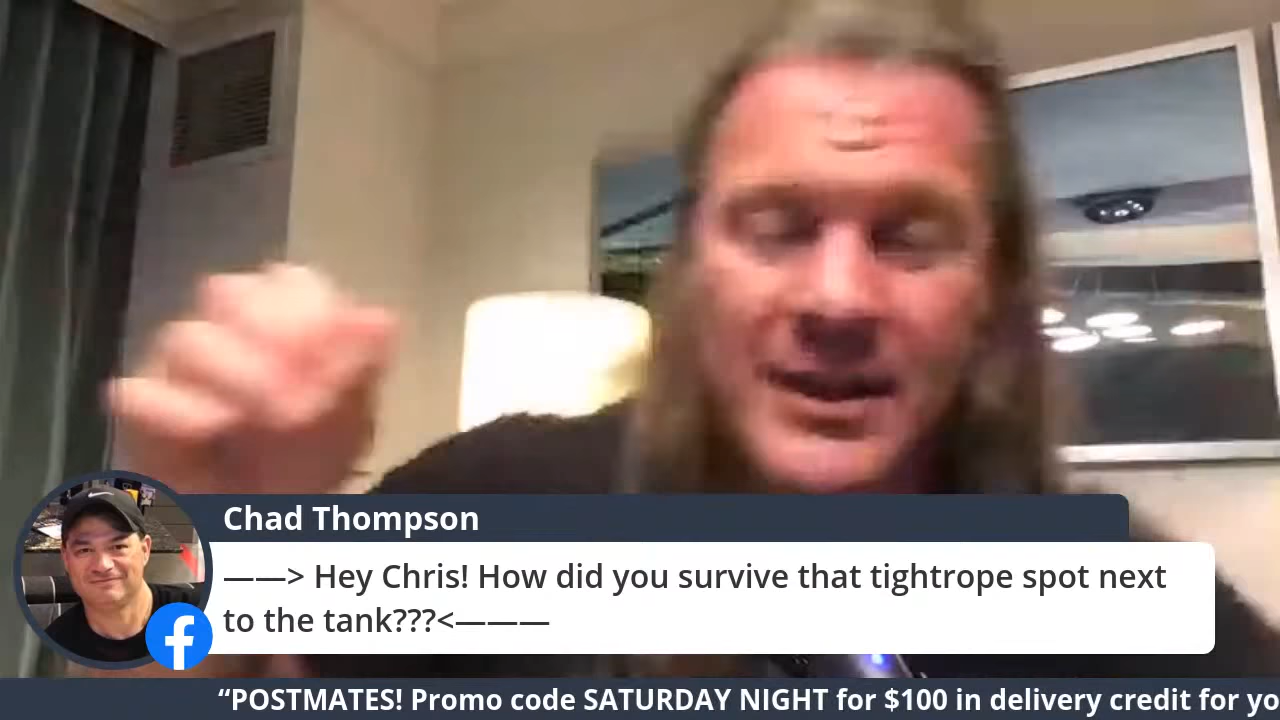 Chad Thompson
——> Hey Chris! How did you survive that tightrope spot next
to the tank???<———
“POSTMATES! Promo code SATURDAY NIGHT for $100 in delivery credit for yo